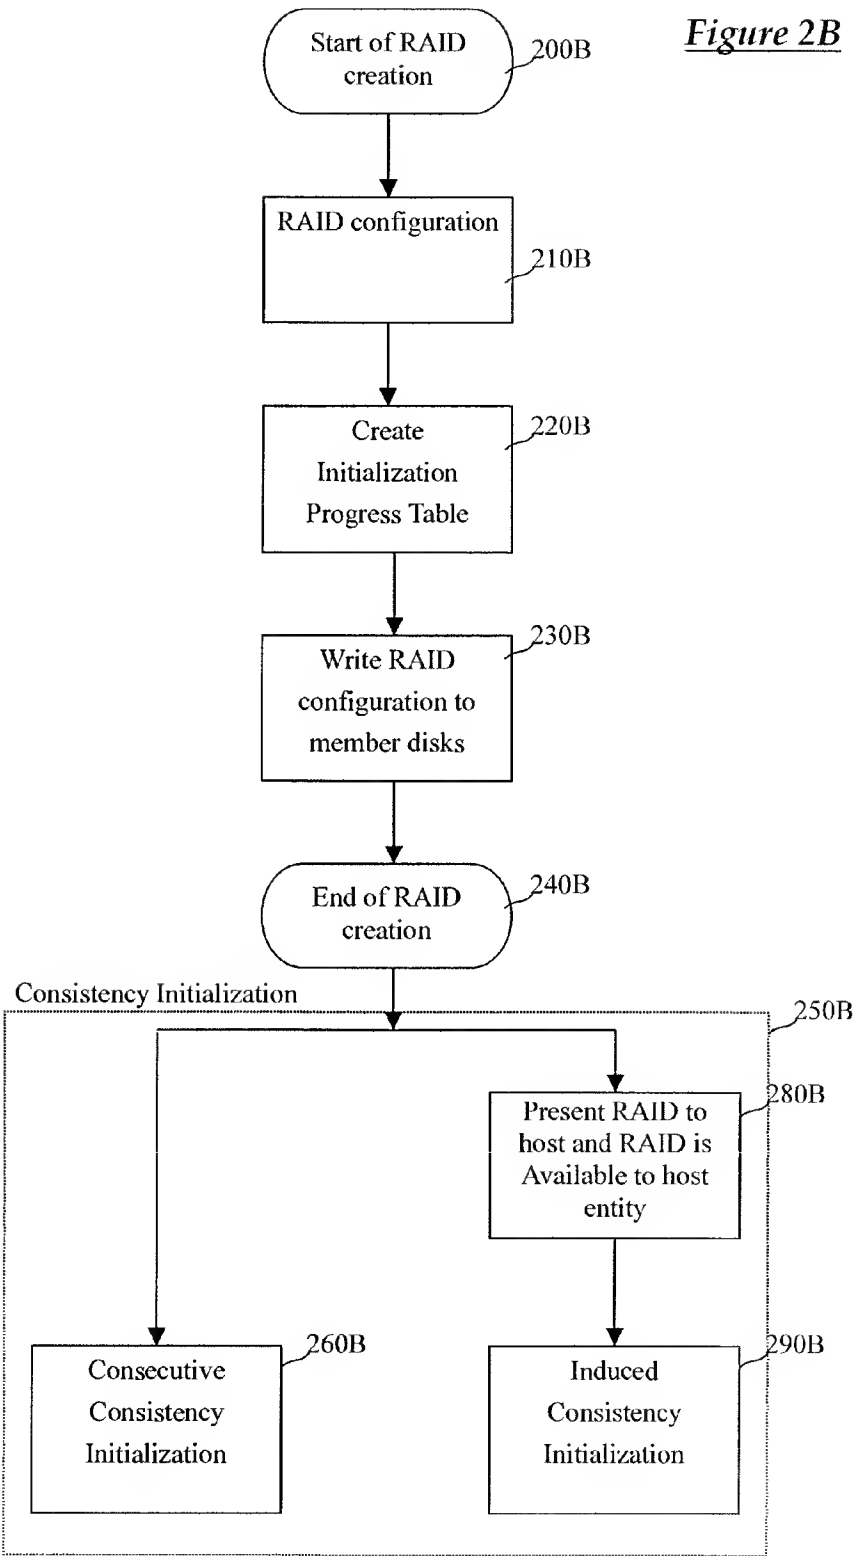 Figure 2B
Start of RAID
creation
200B
RAID configuration
210B
Create
Initialization
Progress Table
220B
Write RAID
configuration to
member disks
230B
End of RAID
creation
240B
Consistency Initialization
250B
Present RAID to
host and RAID is
Available to host
entity
280B
Consecutive
Consistency
Initialization
260B
Induced
Consistency
Initialization
290B